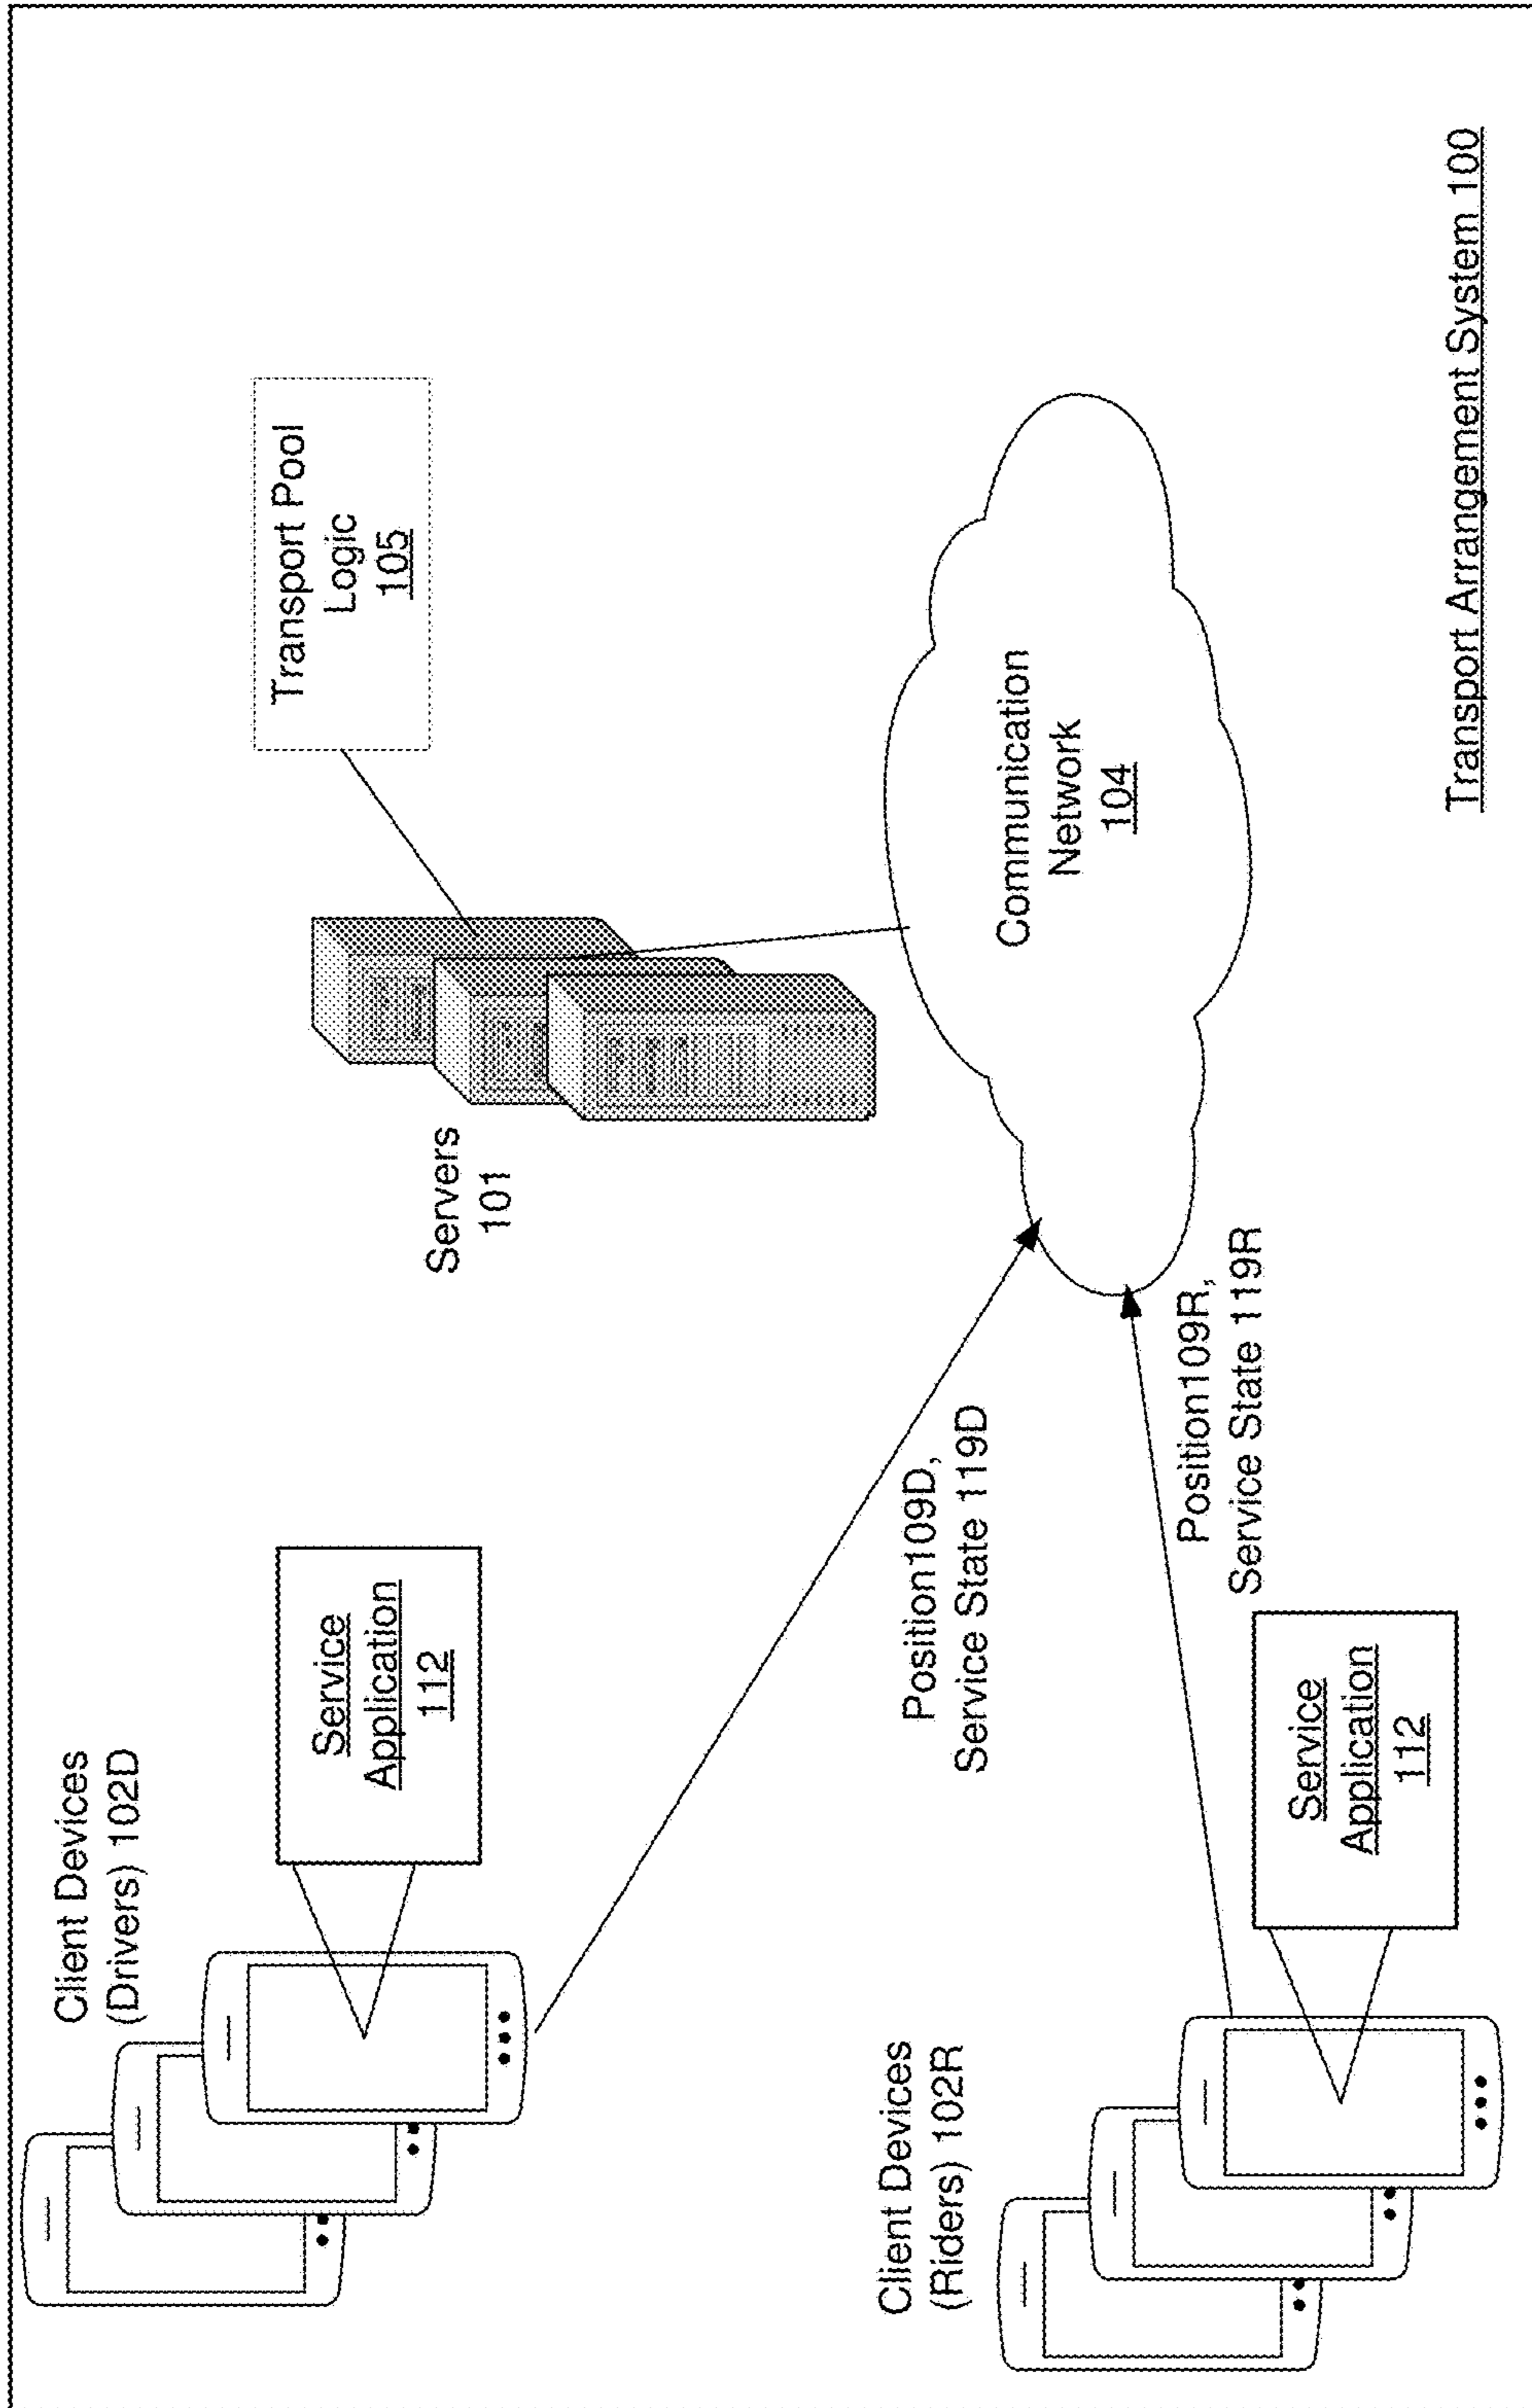 Client Devices
(Drivers) 102D
Service
Application
112
Servers
101
Transport Pool
Logic
105
Position109D,
Service State 119D
Communication
Network
104
Client Devices
(Riders) 102R
Position109R,
Service State 119R
Service
Application
112
Transport Arrangement System 100